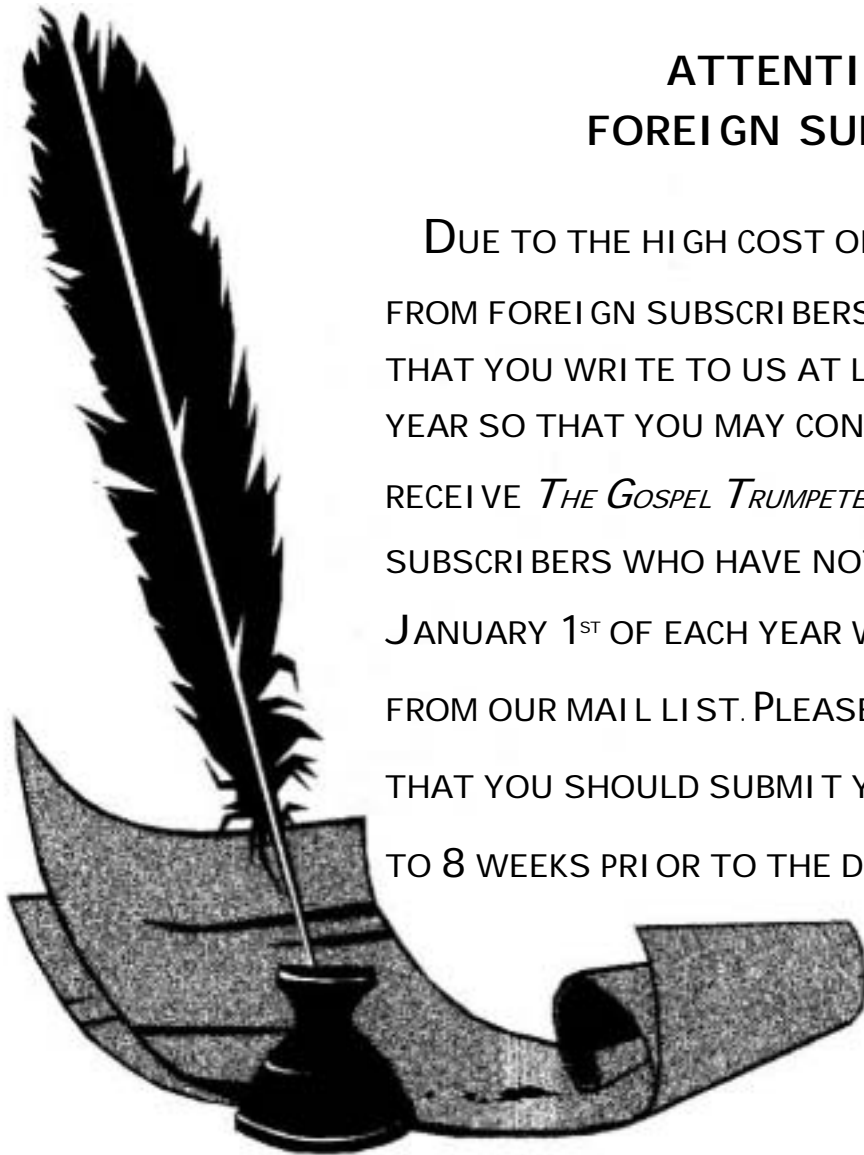 ATTENTI
FOREIGN SU
DUE TO THE HIGH COST O
FROM FOREIGN SUBSCRIBERS
THAT YOU WRITE TO US AT L
YEAR SO THAT YOU MAY CON
RECEIVE THE GOSPEL TRUMPETE
SUBSCRIBERS WHO HAVE NOT
JANUARY 1ST OF EACH YEAR W
FROM OUR MAIL LIST. PLEASE
THAT YOU SHOULD SUBMIT Y
TO 8 WEEKS PRIOR TO THE D